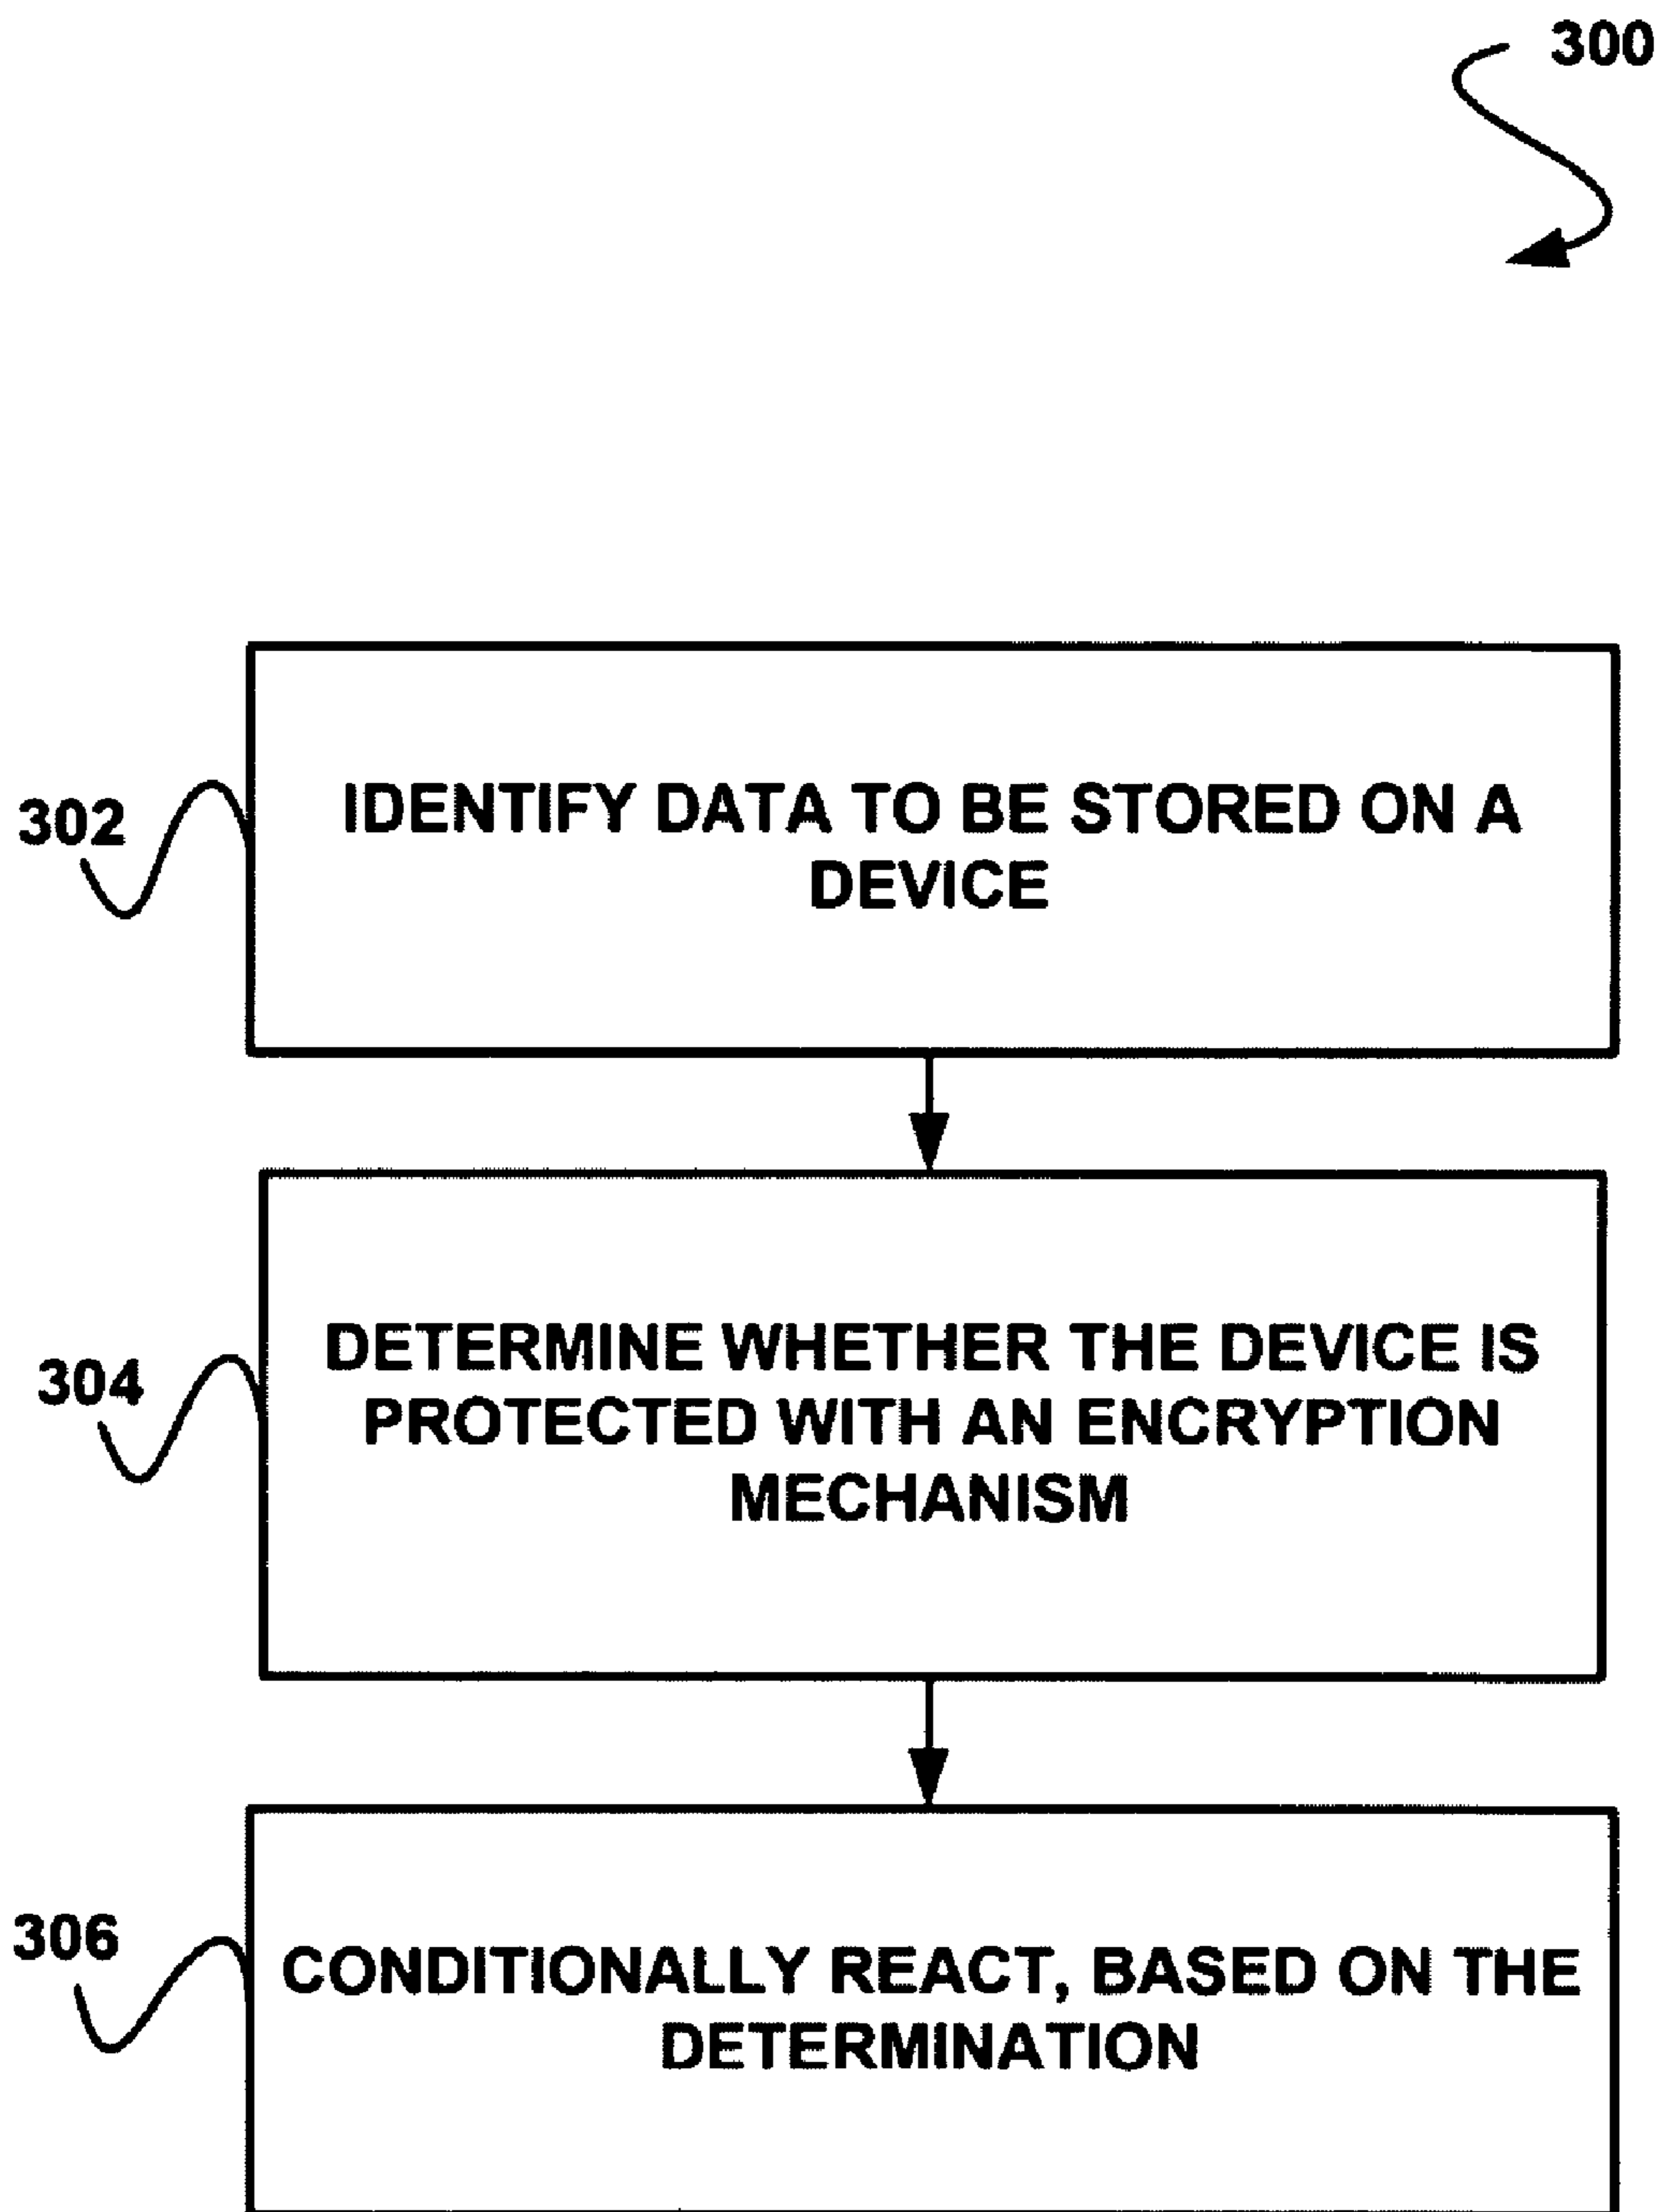 300
302
IDENTIFY DATA TO BE STORED ON A
DEVICE
304
DETERMINE WHETHER THE DEVICE IS
PROTECTED WITH AN ENCRYPTION
MECHANISM
306
CONDITIONALLY REACT, BASED ON THE
DETERMINATION